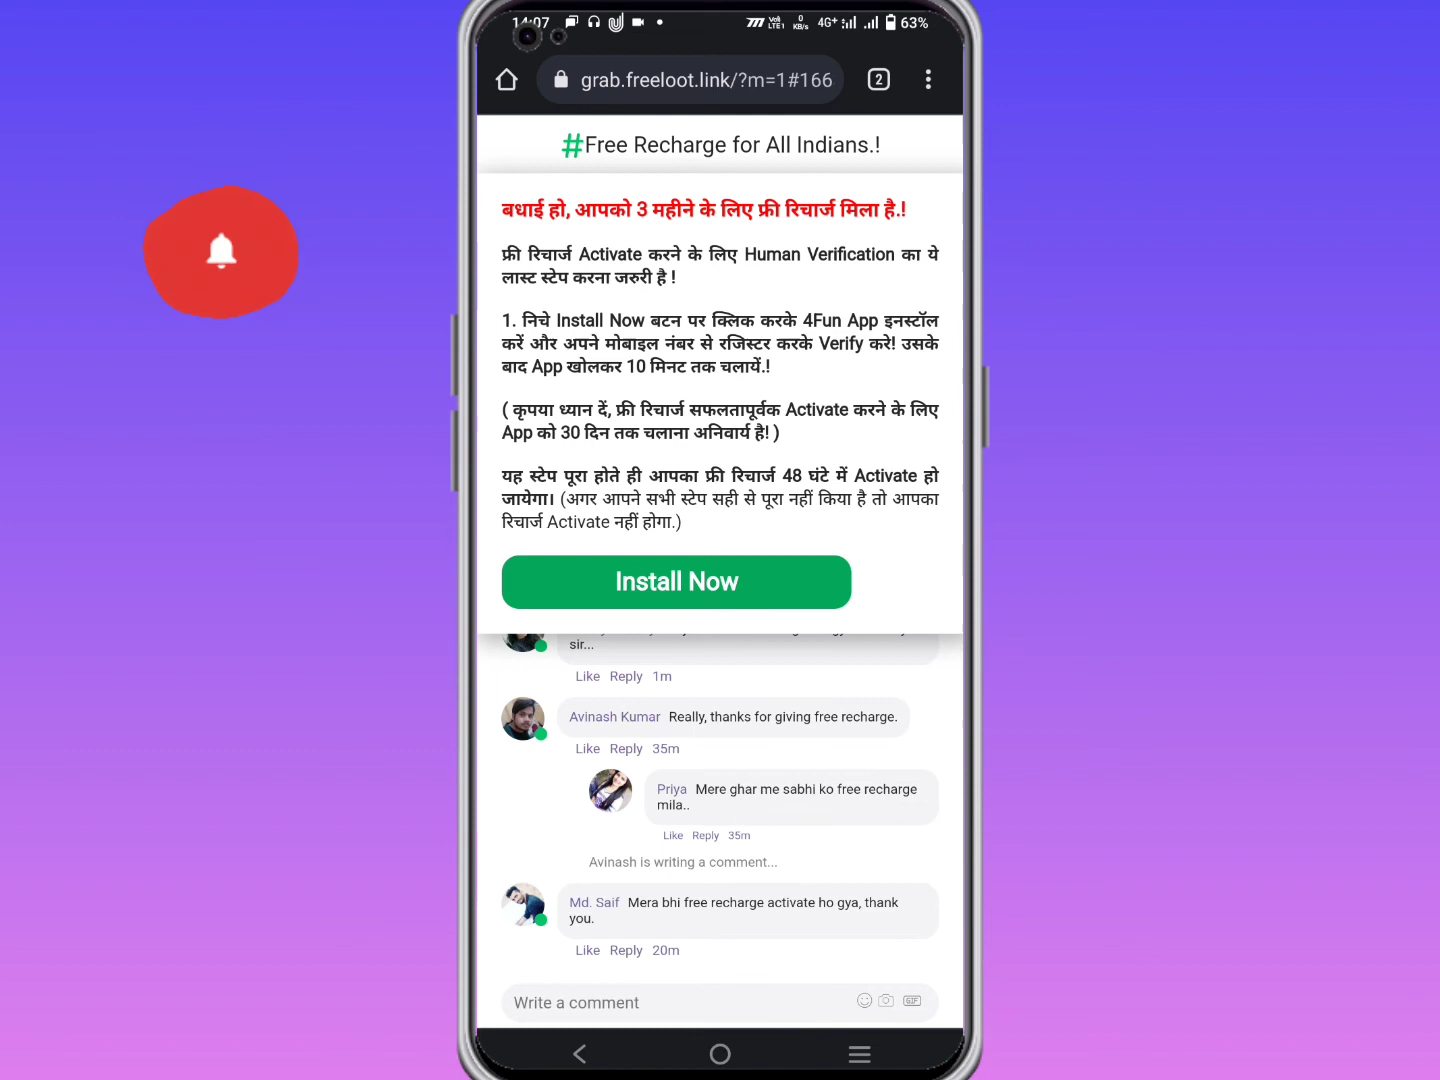 14:07
VoB
LTE1
0
KB/s
4G+
63%
grab.freeloot.link/?m=1#166
2
#Free Recharge for All Indians.!
बधाई हो, आपको 3 महीने के लिए फ्री रिचार्ज मिला है.!
फ्री रिचार्ज Activate करने के लिए Human Verification का ये
लास्ट स्टेप करना जरुरी है !
1. निचे Install Now बटन पर क्लिक करके 4Fun App इनस्टॉल
करें और अपने मोबाइल नंबर से रजिस्टर करके Verify करे! उसके
बाद App खोलकर 10 मिनट तक चलायें.!
( कृपया ध्यान दें, फ्री रिचार्ज सफलतापूर्वक Activate करने के लिए
App को 30 दिन तक चलाना अनिवार्य है! )
यह स्टेप पूरा होते ही आपका फ्री रिचार्ज 48 घंटे में Activate हो
जायेगा। (अगर आपने सभी स्टेप सही से पूरा नहीं किया है तो आपका
रिचार्ज Activate नहीं होगा.)
Install Now
sir...
Like Reply 1m
Avinash Kumar Really, thanks for giving free recharge.
Like Reply 35m
Priya Mere ghar me sabhi ko free recharge
mila..
Like Reply 35m
Avinash is writing a comment...
Md. Saif Mera bhi free recharge activate ho gya, thank
you.
Like Reply 20m
Write a comment
GIF